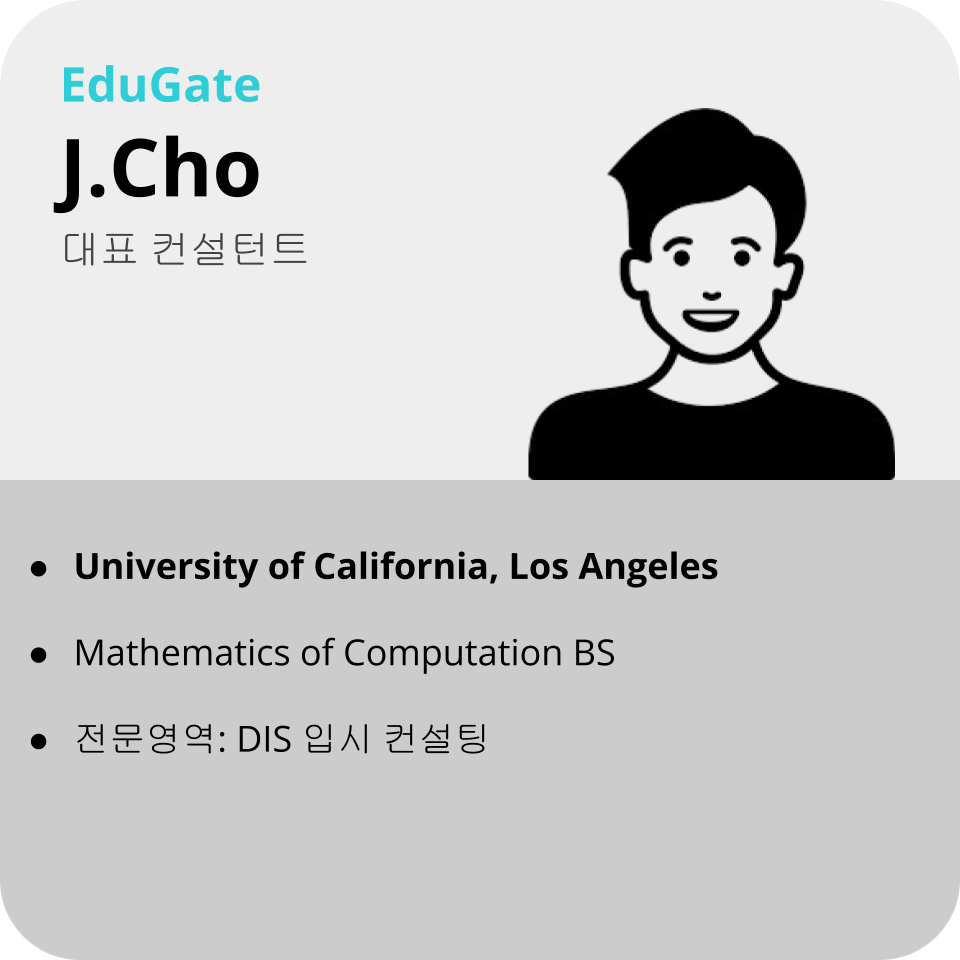 EduGate
J.Cho
대표 컨설턴트
● University of California, Los Angeles
● Mathematics of Computation BS
● 전문영역: DIS 입시 컨설팅